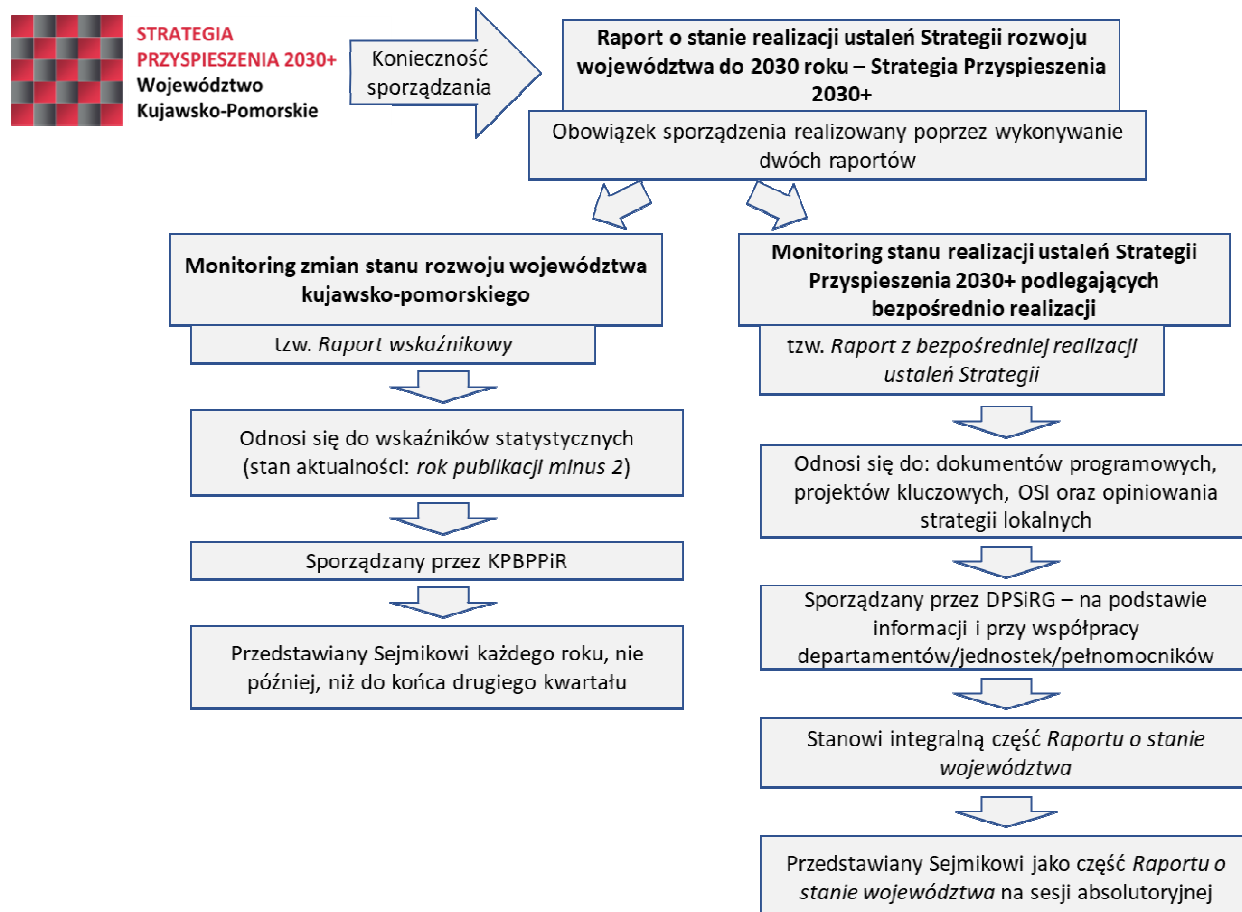 STRATEGIA
PRZYSPIESZENIA 2030+
Województwo
Kujawsko-Pomorskie
Konieczność
sporządzania
Raport o stanie realizacji ustaleń Strategii rozwoju
województwa do 2030 roku – Strategia Przyspieszenia
2030+
Obowiązek sporządzenia realizowany poprzez wykonywanie
dwóch raportów
Monitoring zmian stanu rozwoju województwa
kujawsko-pomorskiego
tzw. Raport wskaźnikowy
Odnosi się do wskaźników statystycznych
(stan aktualności: rok publikacji minus 2)
Sporządzany przez KPBPPiR
Przedstawiany Sejmikowi każdego roku, nie
później, niż do końca drugiego kwartału
Monitoring stanu realizacji ustaleń Strategii
Przyspieszenia 2030+ podlegających
bezpośrednio realizacji
tzw. Raport z bezpośredniej realizacji
ustaleń Strategii
Odnosi się do: dokumentów programowych,
projektów kluczowych, OSI oraz opiniowania
strategii lokalnych
Sporządzany przez DPSiRG – na podstawie
informacji i przy współpracy
departamentów/jednostek/pełnomocników
Stanowi integralną część Raportu o stanie
województwa
Przedstawiany Sejmikowi jako część Raportu o
stanie województwa na sesji absolutoryjnej